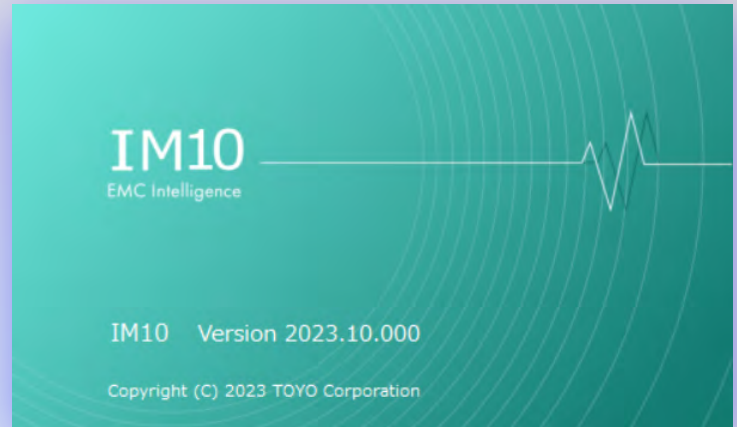 IM10
EMC Intelligence
IM10 Version 2023.10.000
Copyright (C) 2023 TOYO Corporation